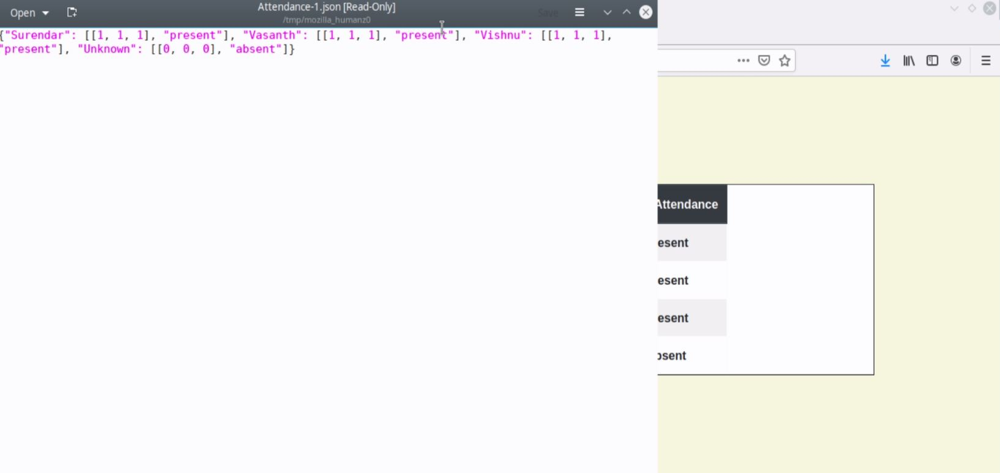 Open
Attendance-1.json [Read-Only]
/tmp/mozilla_humanz0
Save
{"Surendar": [[1, 1, 1], "present"], "Vasanth": [[1, 1, 1], "present"], "Vishnu": [[1, 1, 1],
"present"], "Unknown": [[0, 0, 0], "absent"]}
Attendance
esent
esent
esent
bsent